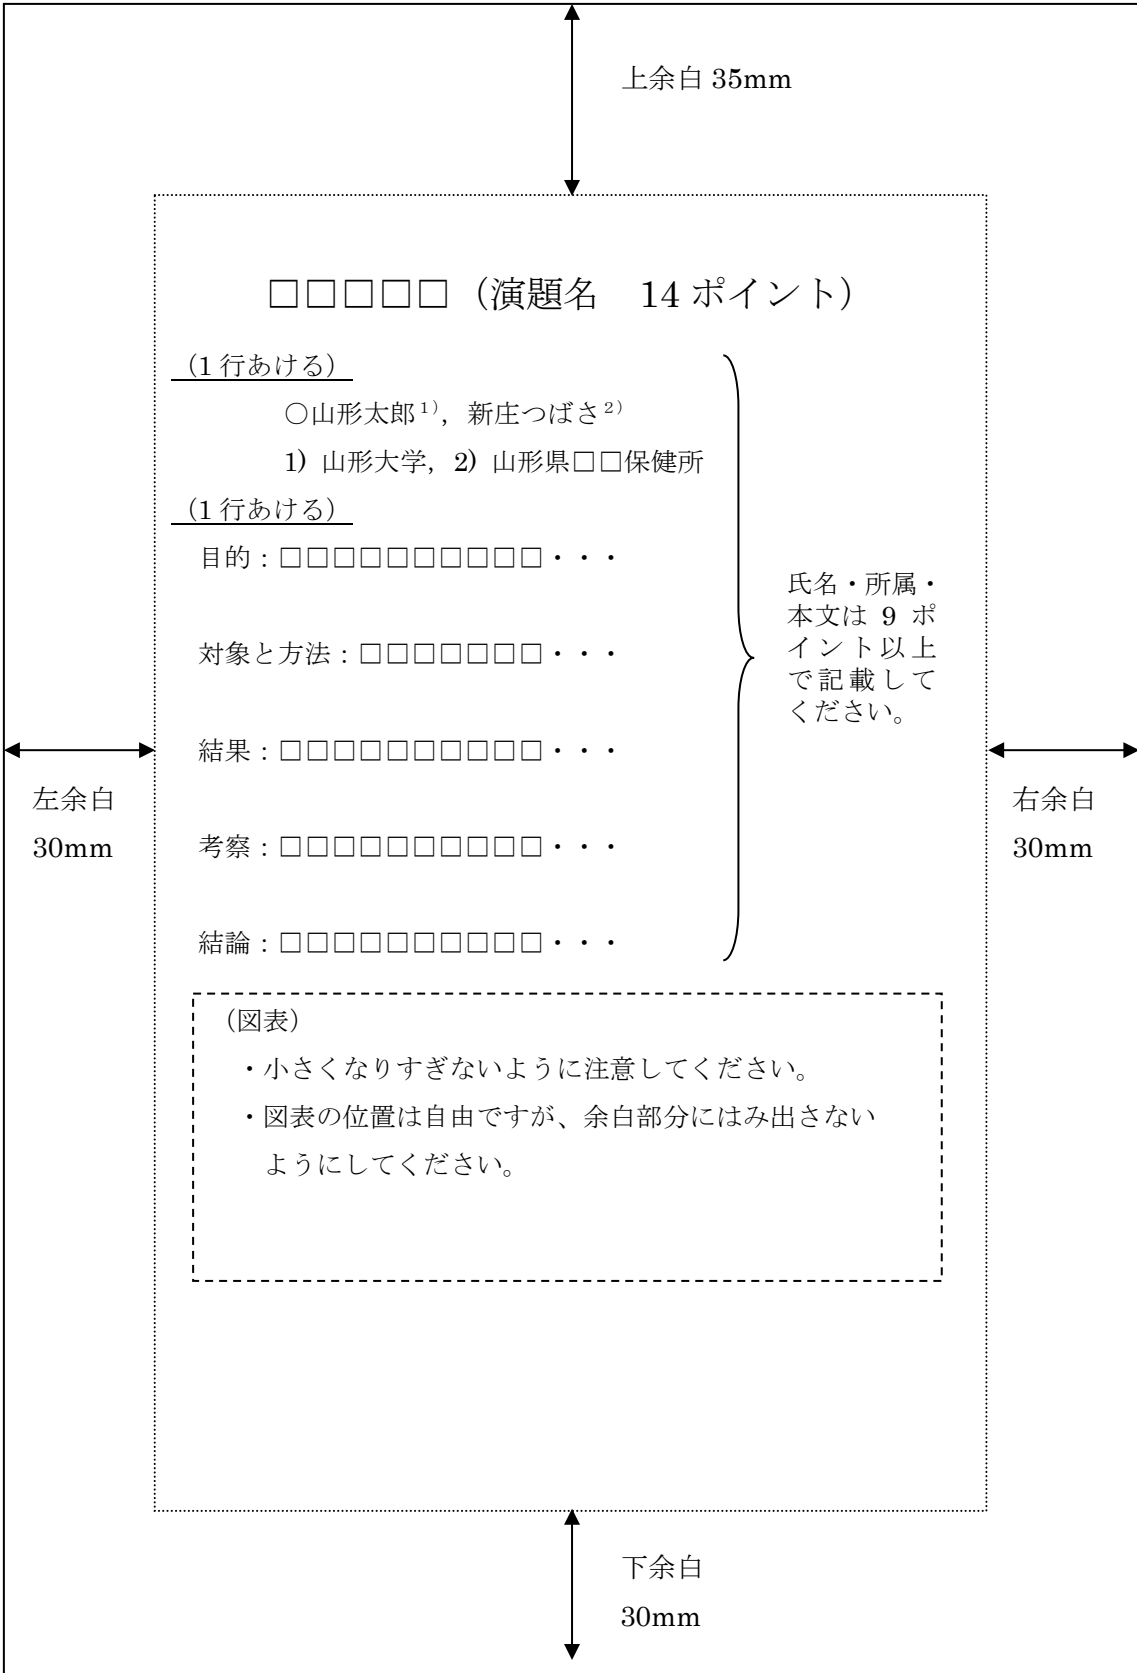 上余白 35mm
□□□□□（演題名　14 ポイント）
（1 行あける）
○山形太郎1)，新庄つばさ2)
1) 山形大学，2) 山形県□□保健所
（1 行あける）
目的：□□□□□□□□□□・・・
対象と方法：□□□□□□□・・・
結果：□□□□□□□□□□・・・
考察：□□□□□□□□□□・・・
結論：□□□□□□□□□□・・・
氏名・所属・
本文は 9 ポ
イント以上
で記載して
ください。
左余白
30mm
右余白
30mm
（図表）
・小さくなりすぎないように注意してください。
・図表の位置は自由ですが、余白部分にはみ出さない
ようにしてください。
下余白
30mm